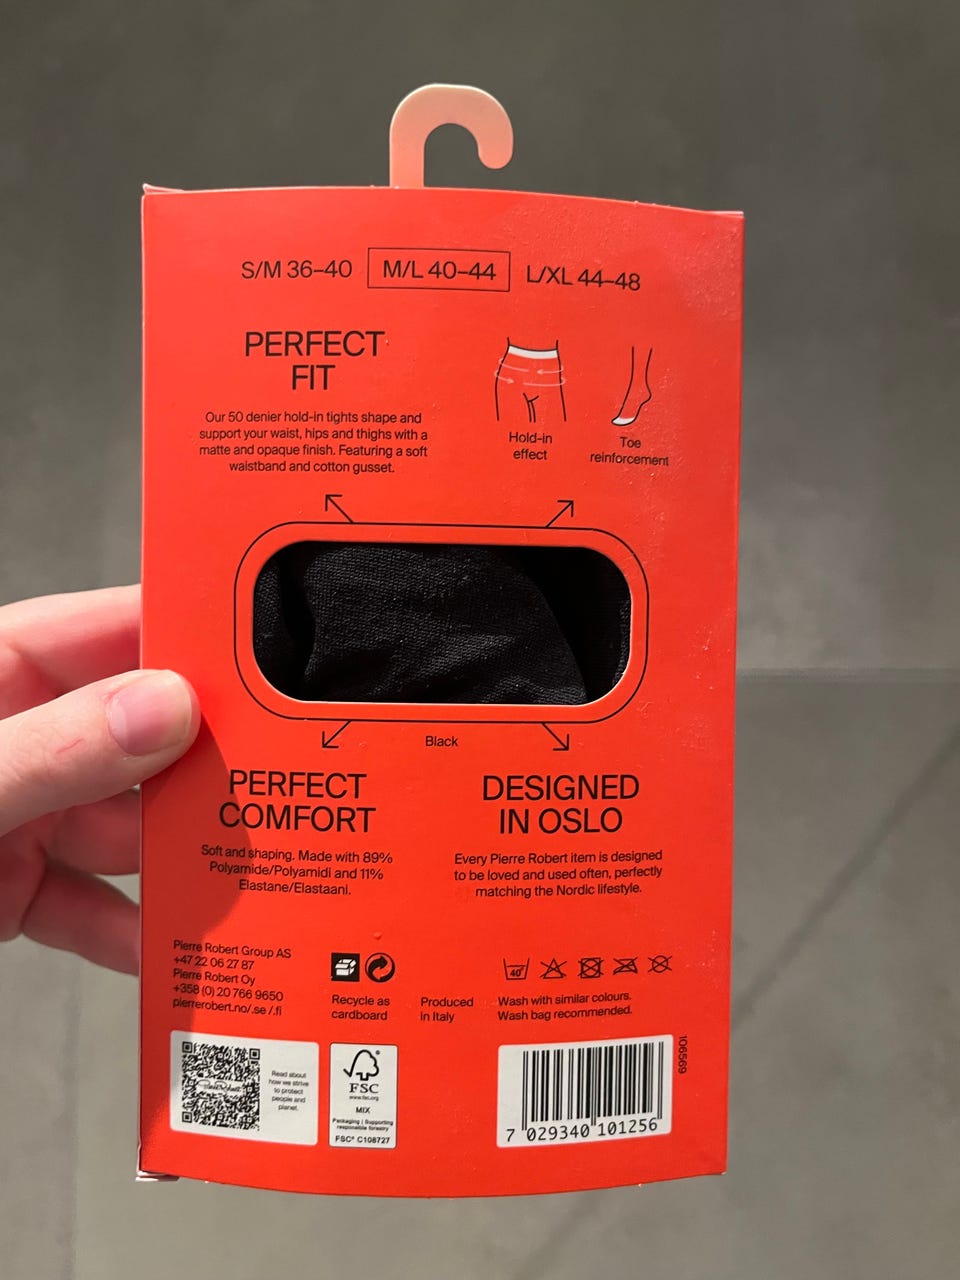 S/M 36–40 M/L 40–44 L/XL 44–48
PERFECT
FIT
Our 50 denier hold-in tights shape and
support your waist, hips and thighs with a
matte and opaque finish. Featuring a soft
waistband and cotton gusset.
Hold-in
effect
Toe
reinforcement
Black
PERFECT
COMFORT
Soft and shaping. Made with 89%
Polyamide/Polyamidi and 11%
Elastane/Elastaani.
DESIGNED
IN OSLO
Every Pierre Robert item is designed
to be loved and used often, perfectly
matching the Nordic lifestyle.
Pierre Robert Group AS
+47 22 06 27 87
Pierre Robert Oy
+358 (0) 20 766 9650
pierrerobert.no/.se /.fi
Recycle as
cardboard
Produced
in Italy
40°
Wash with similar colours.
Wash bag recommended.
Pierre Robert
Read about
how we strive
to protect
people and
planet.
FSC
www.fsc.org
MIX
Packaging | Supporting
responsible forestry
FSC® C108727
7 029340 101256
106569